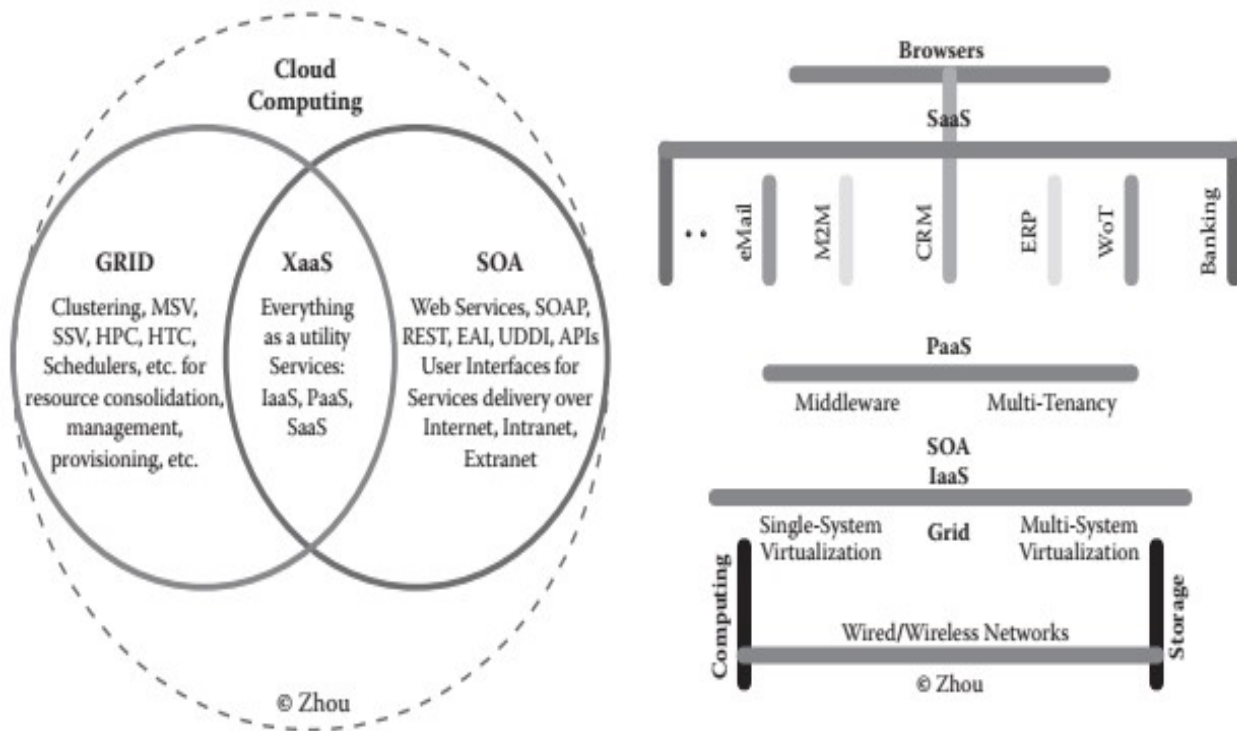 Cloud
Computing
GRID
Clustering, MSV,
SSV, HPC, HTC,
Schedulers, etc. for
resource consolidation,
management,
provisioning, etc.
XaaS
Everything
as a utility
Services:
IaaS, PaaS,
SaaS
SOA
Web Services, SOAP,
REST, EAI, UDDI, APIs
User Interfaces for
Services delivery over
Internet, Intranet,
Extranet
© Zhou
Browsers
SaaS
eMail
M2M
CRM
ERP
WoT
Banking
PaaS
Middleware
Multi-Tenancy
SOA
IaaS
Single-System
Virtualization
Grid
Multi-System
Virtualization
Computing
Storage
Wired/Wireless Networks
© Zhou